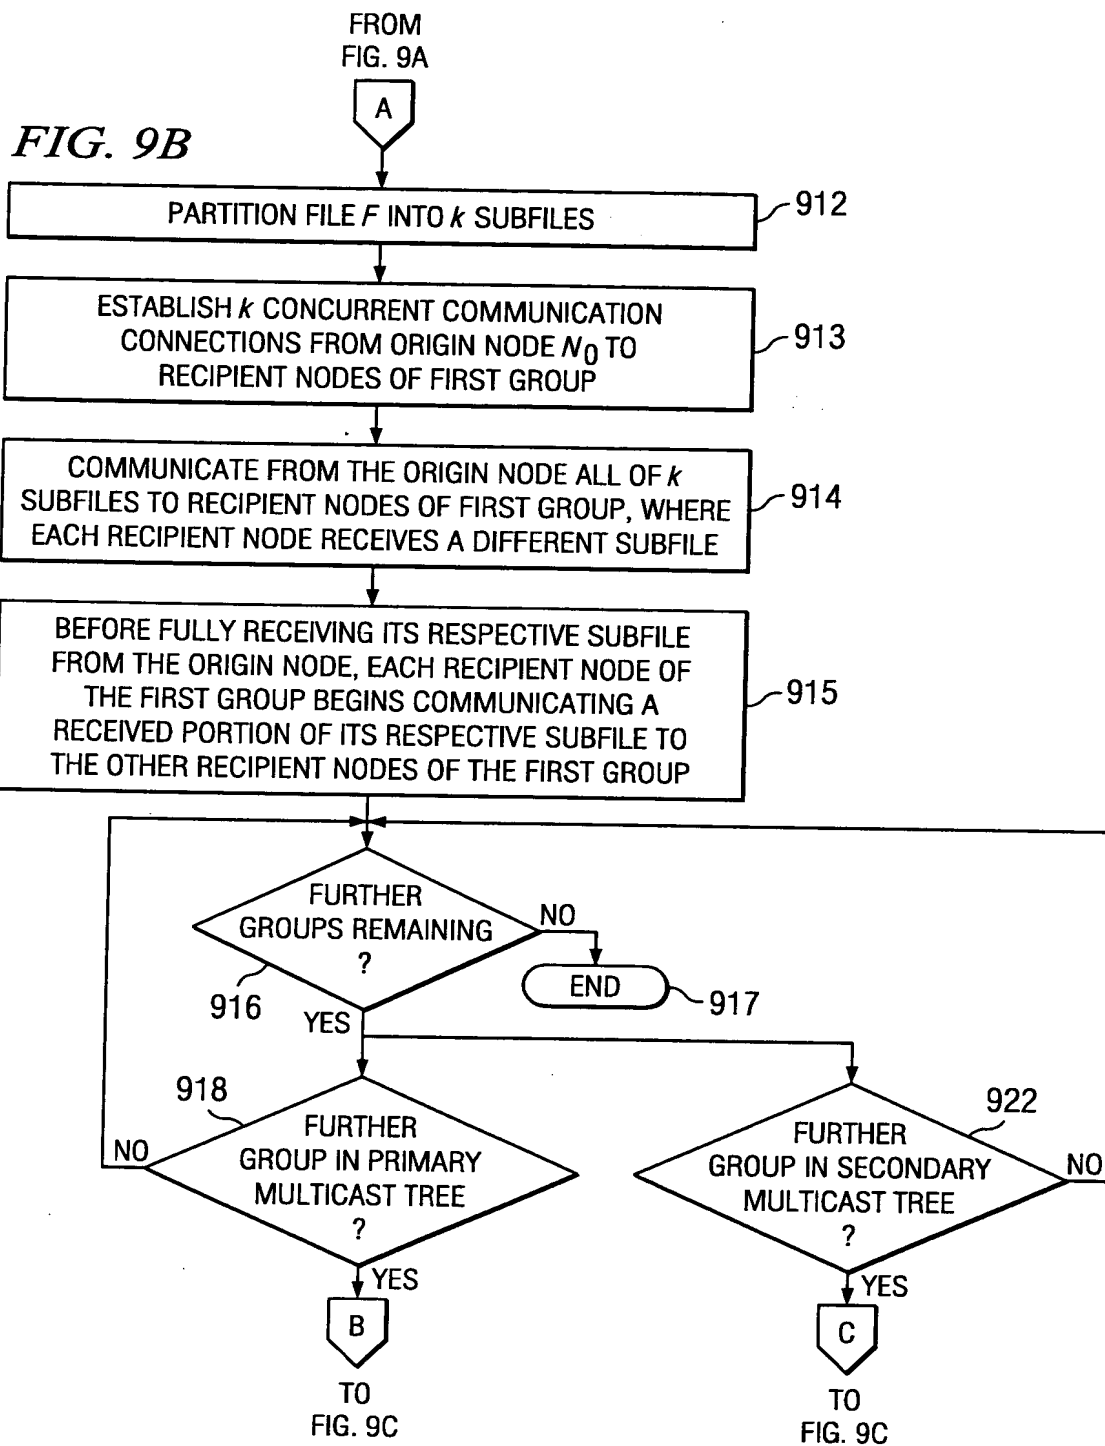 FROM
FIG. 9A
A
FIG. 9B
PARTITION FILE F INTO k SUBFILES
912
ESTABLISH k CONCURRENT COMMUNICATION
CONNECTIONS FROM ORIGIN NODE N0 TO
RECIPIENT NODES OF FIRST GROUP
913
COMMUNICATE FROM THE ORIGIN NODE ALL OF k
SUBFILES TO RECIPIENT NODES OF FIRST GROUP, WHERE
EACH RECIPIENT NODE RECEIVES A DIFFERENT SUBFILE
914
BEFORE FULLY RECEIVING ITS RESPECTIVE SUBFILE
FROM THE ORIGIN NODE, EACH RECIPIENT NODE OF
THE FIRST GROUP BEGINS COMMUNICATING A
RECEIVED PORTION OF ITS RESPECTIVE SUBFILE TO
THE OTHER RECIPIENT NODES OF THE FIRST GROUP
915
FURTHER
GROUPS REMAINING
?
916
NO
END
917
YES
918
FURTHER
GROUP IN PRIMARY
MULTICAST TREE
?
NO
YES
B
TO
FIG. 9C
922
FURTHER
GROUP IN SECONDARY
MULTICAST TREE
?
NO
YES
C
TO
FIG. 9C